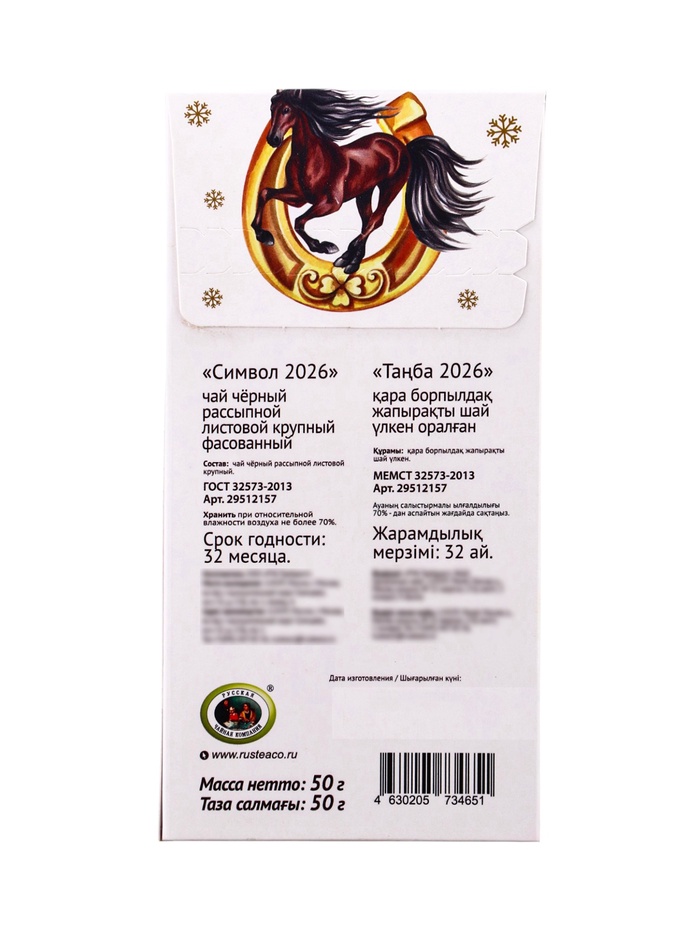 «Символ 2026»
чай чёрный
рассыпной
листовой крупный
фасованный
Состав: чай чёрный рассыпной листовой
крупный.
ГОСТ 32573-2013
Арт. 29512157
Хранить при относительной
влажности воздуха не более 70%.
Срок годности:
32 месяца.
«Таңба 2026»
қара борпылдақ
жапырақты шай
үлкен оралған
Құрамы: қара борпылдақ жапырақты
шай үлкен.
МЕМСТ 32573-2013
Арт. 29512157
Ауаның салыстырмалы ылғалдылығы
70% - дан аспайтын жағдайда сақтаңыз.
Жарамдылық
мерзімі: 32 ай.
Дата изготовления / Шығарылған күні:
РУССКАЯ
ЧАЙНАЯ КОМПАНИЯ
®
www.rusteaco.ru
Масса нетто: 50 г
Таза салмағы: 50 г
4 630205 734651